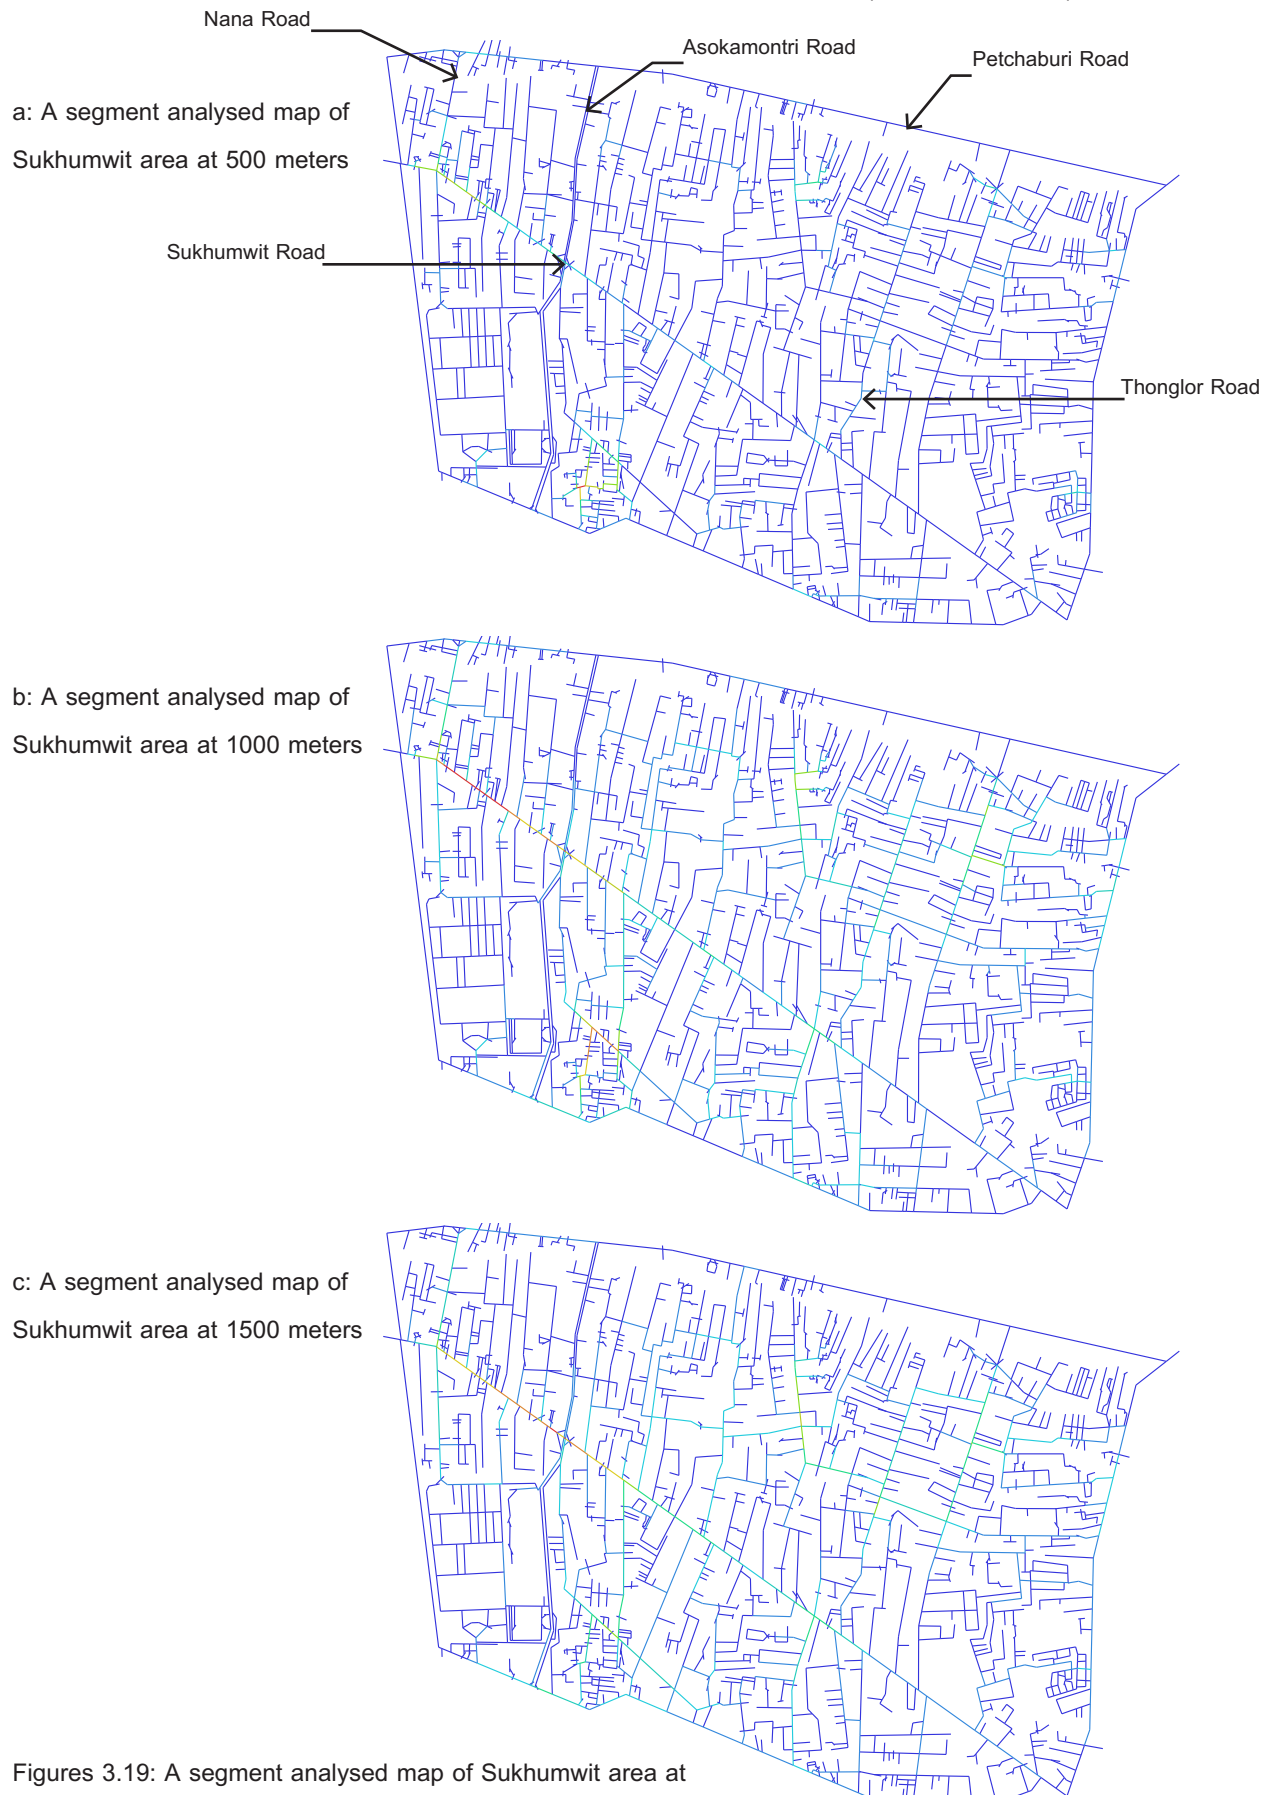 Nana Road
Asokamontri Road
Petchaburi Road
a: A segment analysed map of
Sukhumwit area at 500 meters
Sukhumwit Road
Thonglor Road
b: A segment analysed map of
Sukhumwit area at 1000 meters
c: A segment analysed map of
Sukhumwit area at 1500 meters
Figures 3.19: A segment analysed map of Sukhumwit area at